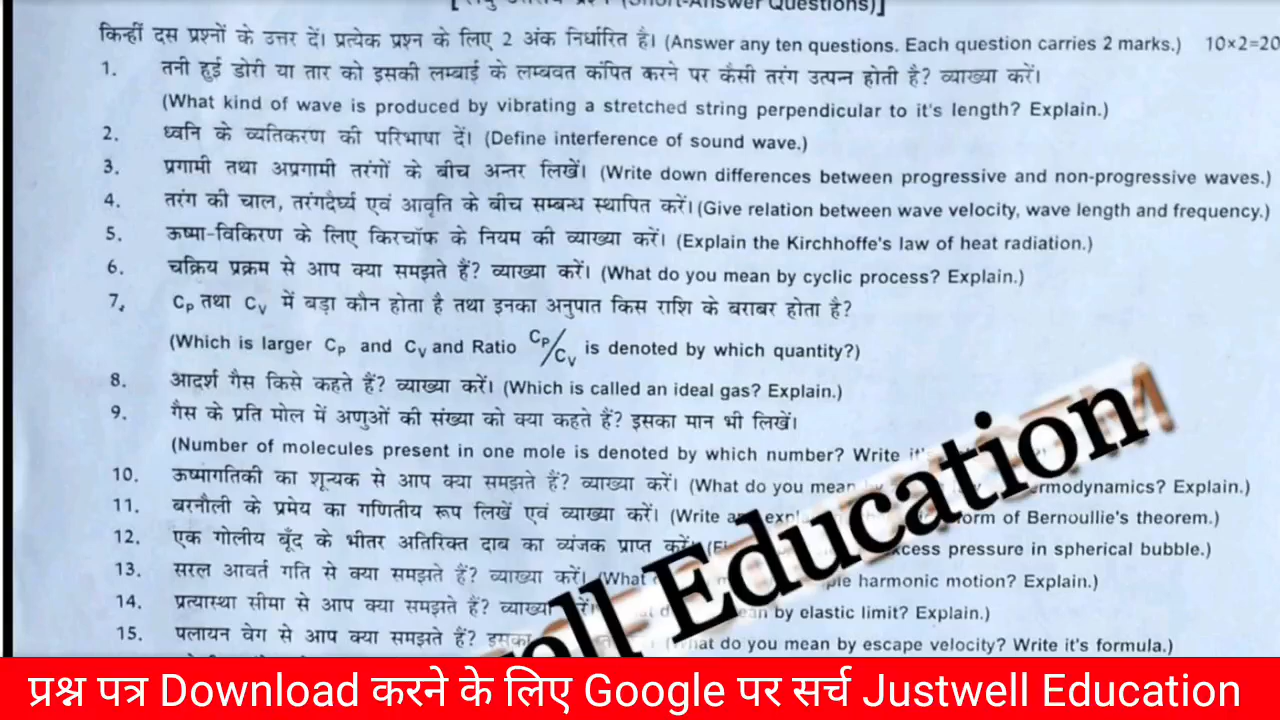 (Short-Answer Questions)]
किन्हीं दस प्रश्नों के उत्तर दें। प्रत्येक प्रश्न के लिए 2 अंक निर्धारित है। (Answer any ten questions. Each question carries 2 marks.) 10×2=20
1. तनी हुई डोरी या तार को इसकी लम्बाई के लम्बवत कंपित करने पर कैसी तरंग उत्पन्न होती है? व्याख्या करें।
(What kind of wave is produced by vibrating a stretched string perpendicular to it's length? Explain.)
2. ध्वनि के व्यतिकरण की परिभाषा दें। (Define interference of sound wave.)
3. प्रगामी तथा अप्रगामी तरंगों के बीच अन्तर लिखें। (Write down differences between progressive and non-progressive waves.)
4. तरंग की चाल, तरंगदैर्घ्य एवं आवृति के बीच सम्बन्ध स्थापित करें। (Give relation between wave velocity, wave length and frequency.)
5. ऊष्मा-विकिरण के लिए किरचॉफ के नियम की व्याख्या करें। (Explain the Kirchhoffe's law of heat radiation.)
6. चक्रिय प्रक्रम से आप क्या समझते हैं? व्याख्या करें। (What do you mean by cyclic process? Explain.)
7. Cₚ तथा Cᵥ में बड़ा कौन होता है तथा इनका अनुपात किस राशि के बराबर होता है?
(Which is larger Cₚ and Cᵥ and Ratio Cₚ/Cᵥ is denoted by which quantity?)
8. आदर्श गैस किसे कहते हैं? व्याख्या करें। (Which is called an ideal gas? Explain.)
9. गैस के प्रति मोल में अणुओं की संख्या को क्या कहते हैं? इसका मान भी लिखें।
(Number of molecules present in one mole is denoted by which number? Write it's
10. ऊष्मागतिकी का शून्यक से आप क्या समझते हैं? व्याख्या करें। (What do you mean Explain.)
11. बरनौली के प्रमेय का गणितीय रूप लिखें एवं व्याख्या करें। (Write form of Bernoullie's theorem.)
12. एक गोलीय बूँद के भीतर अतिरिक्त दाब का व्यंजक प्राप्त करें। pressure in spherical bubble.)
13. सरल आवर्त गति से क्या समझते हैं? व्याख्या करें। (What harmonic motion? Explain.)
14. प्रत्यास्था सीमा से आप क्या समझते हैं? व्याख्या by elastic limit? Explain.)
15. पलायन वेग से आप क्या समझते हैं? इसका (What do you mean by escape velocity? Write it's formula.)
Education
प्रश्न पत्र Download करने के लिए Google पर सर्च Justwell Education